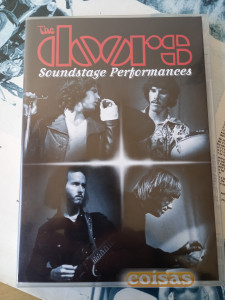 The
doors
Soundstage Performances
coisas